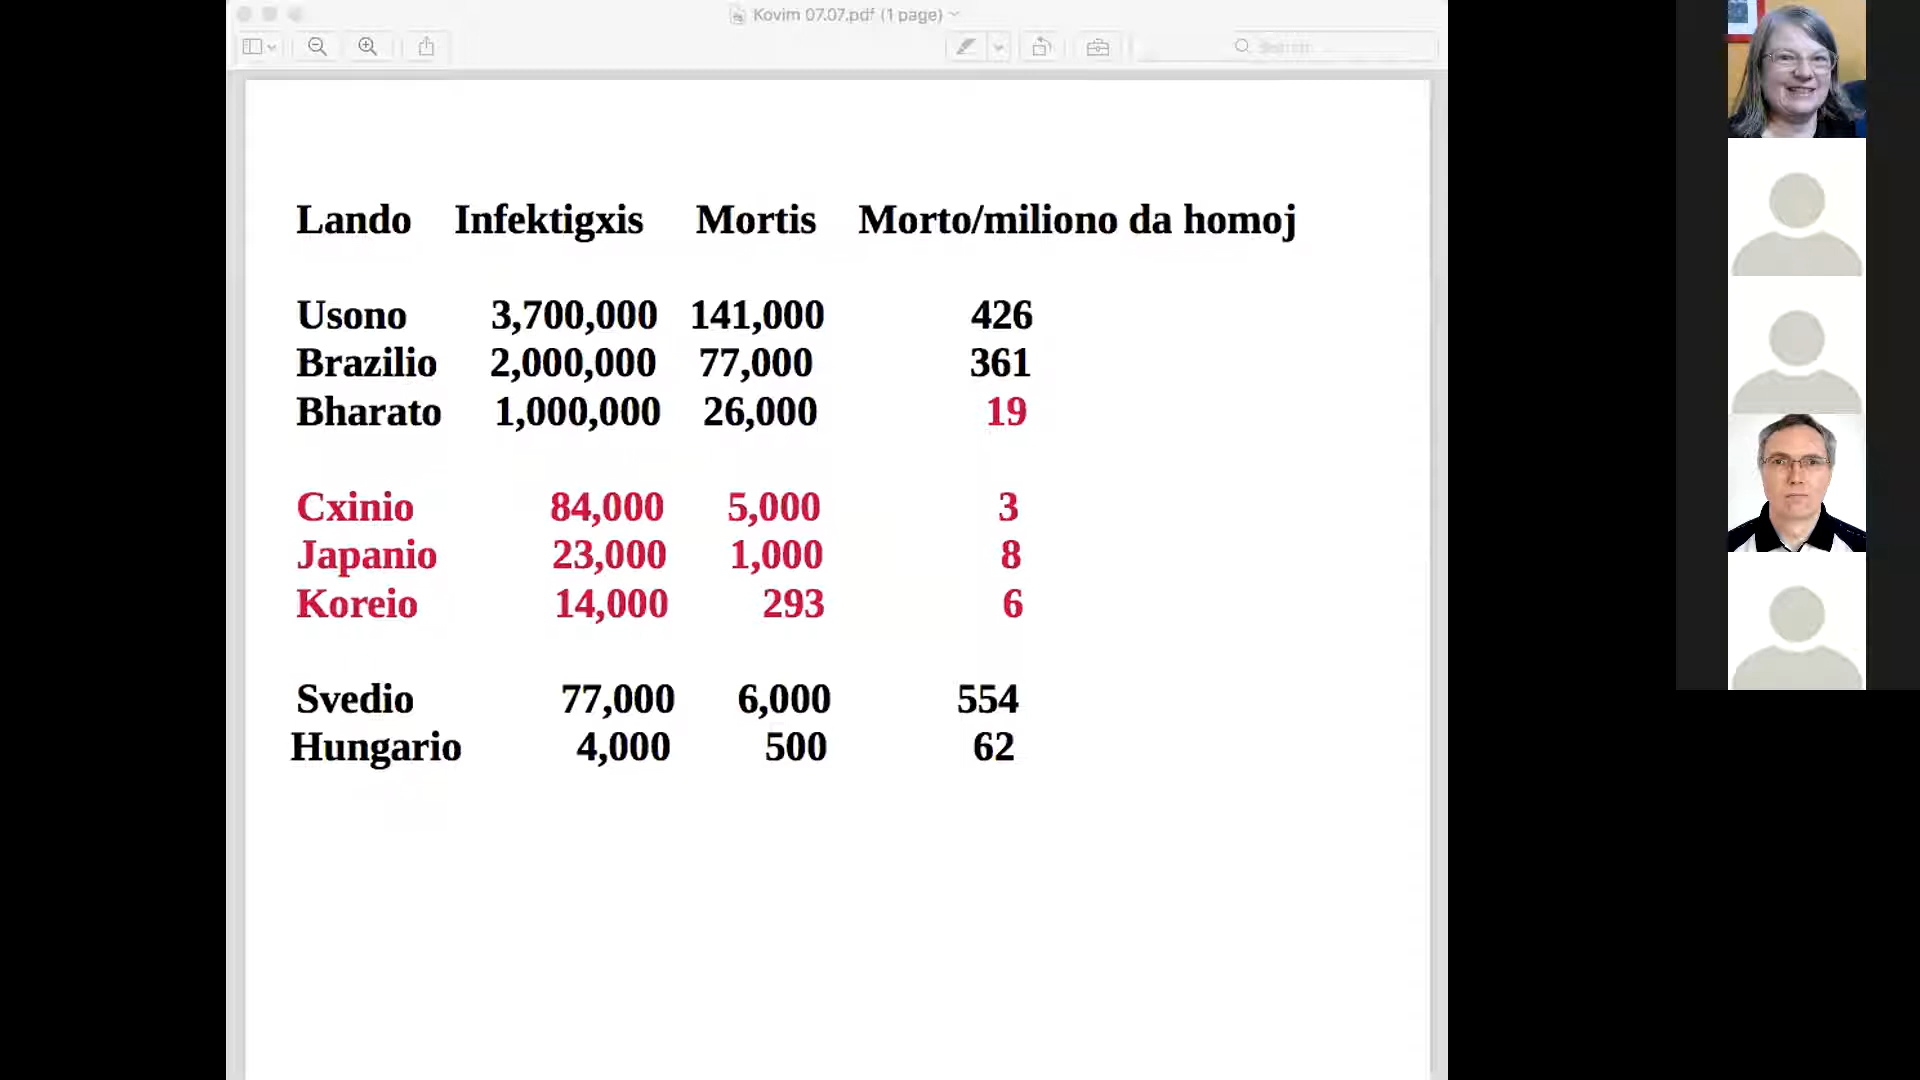 Kovim 07.07.pdf (1 page)
Search
Lando Infektigxis Mortis Morto/miliono da homoj
Usono 3,700,000 141,000 426
Brazilio 2,000,000 77,000 361
Bharato 1,000,000 26,000 19
Cxinio 84,000 5,000 3
Japanio 23,000 1,000 8
Koreio 14,000 293 6
Svedio 77,000 6,000 554
Hungario 4,000 500 62